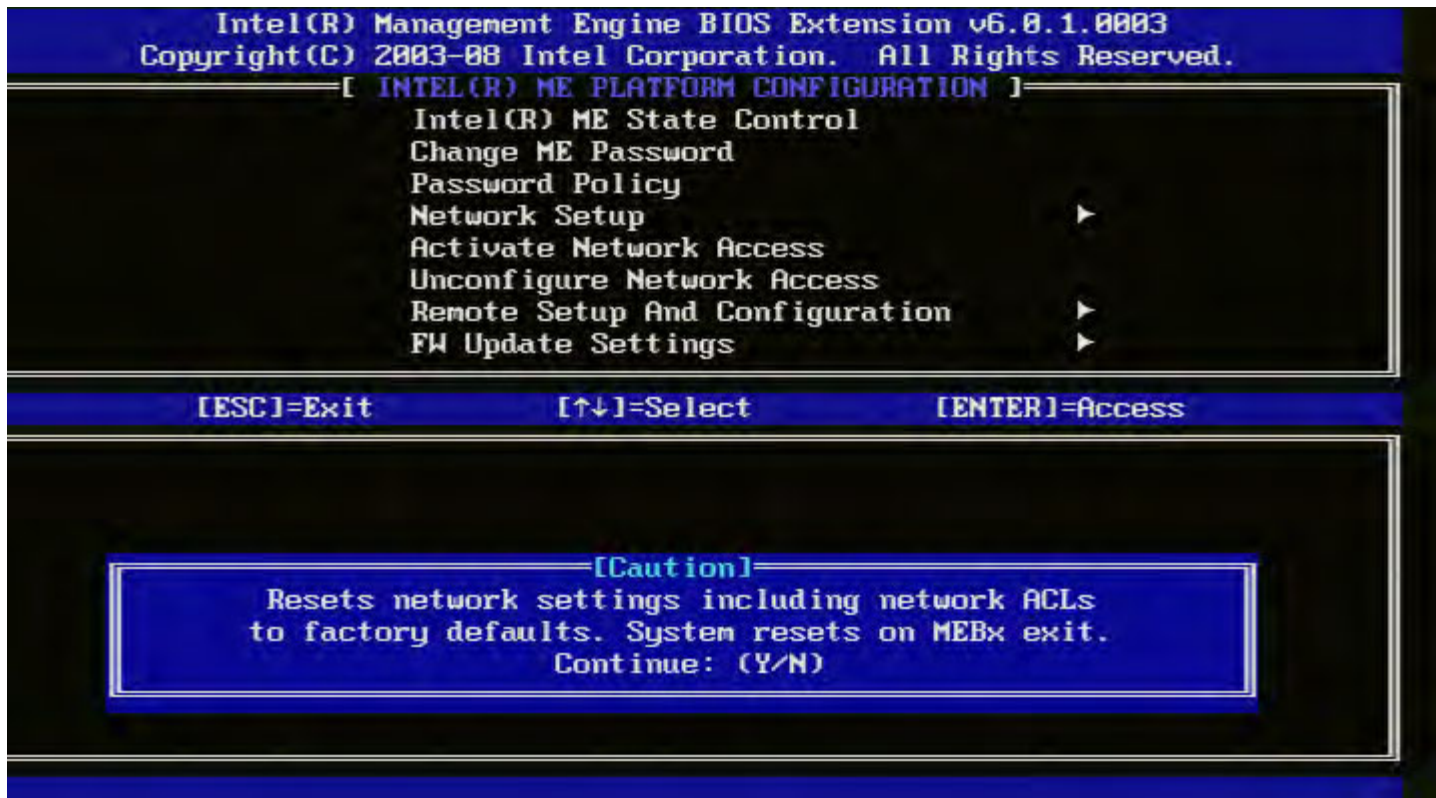 Intel(R) Management Engine BIOS Extension v6.0.1.0003
Copyright(C) 2003-08 Intel Corporation. All Rights Reserved.
[ INTEL(R) ME PLATFORM CONFIGURATION ]
Intel(R) ME State Control
Change ME Password
Password Policy
Network Setup ►
Activate Network Access
Unconfigure Network Access
Remote Setup And Configuration ►
FW Update Settings ►
[ESC]=Exit [↑↓]=Select [ENTER]=Access
[Caution]
Resets network settings including network ACLs
to factory defaults. System resets on MEBx exit.
Continue: (Y/N)